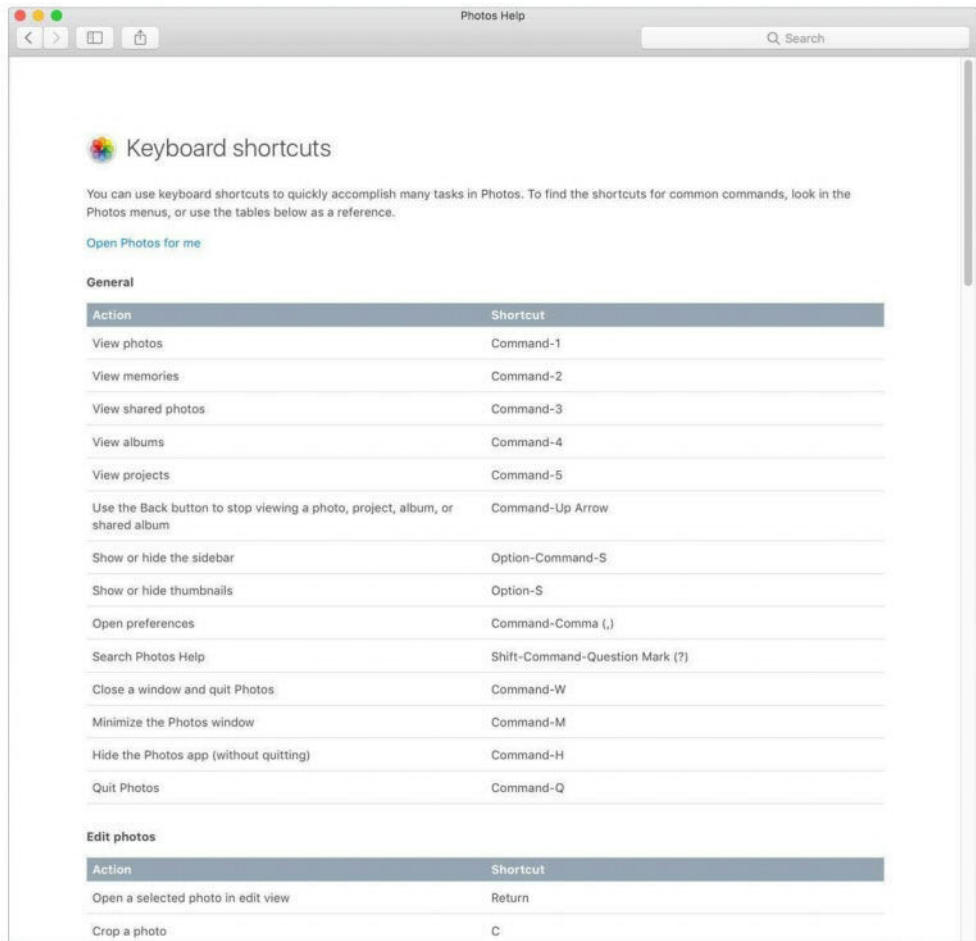 Photos Help
Search
Keyboard shortcuts
You can use keyboard shortcuts to quickly accomplish many tasks in Photos. To find the shortcuts for common commands, look in the
Photos menus, or use the tables below as a reference.
Open Photos for me
General
Action Shortcut
View photos Command-1
View memories Command-2
View shared photos Command-3
View albums Command-4
View projects Command-5
Use the Back button to stop viewing a photo, project, album, or Command-Up Arrow
shared album
Show or hide the sidebar Option-Command-S
Show or hide thumbnails Option-S
Open preferences Command-Comma (,)
Search Photos Help Shift-Command-Question Mark (?)
Close a window and quit Photos Command-W
Minimize the Photos window Command-M
Hide the Photos app (without quitting) Command-H
Quit Photos Command-Q
Edit photos
Action Shortcut
Open a selected photo in edit view Return
Crop a photo C